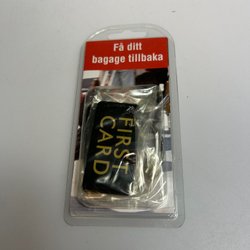 Få ditt
bagage tillbaka
FIRST
CARD